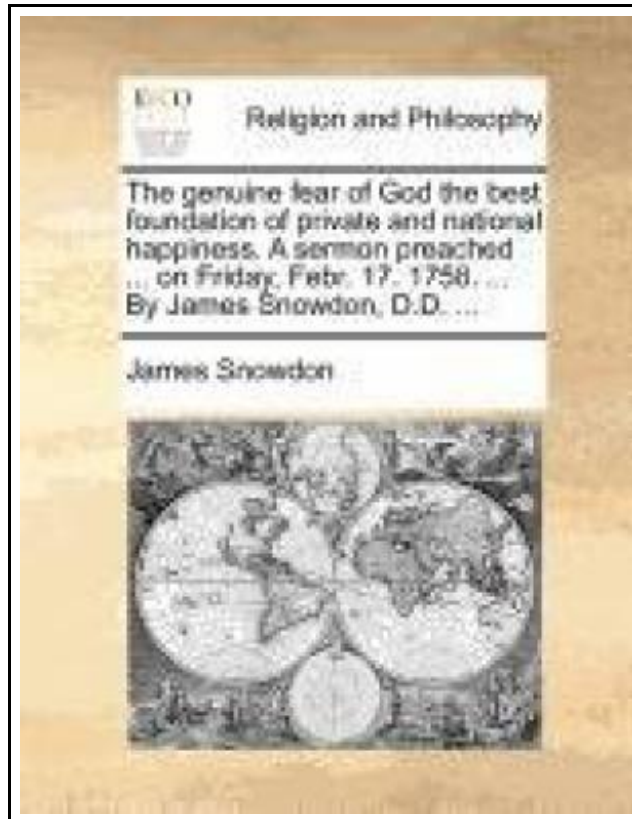 ECCO
Religion and Philosophy
The genuine fear of God the best
foundation of private and national
happiness. A sermon preached
... on Friday, Febr. 17. 1758. ...
By James Snowdon, D.D. ...
James Snowdon